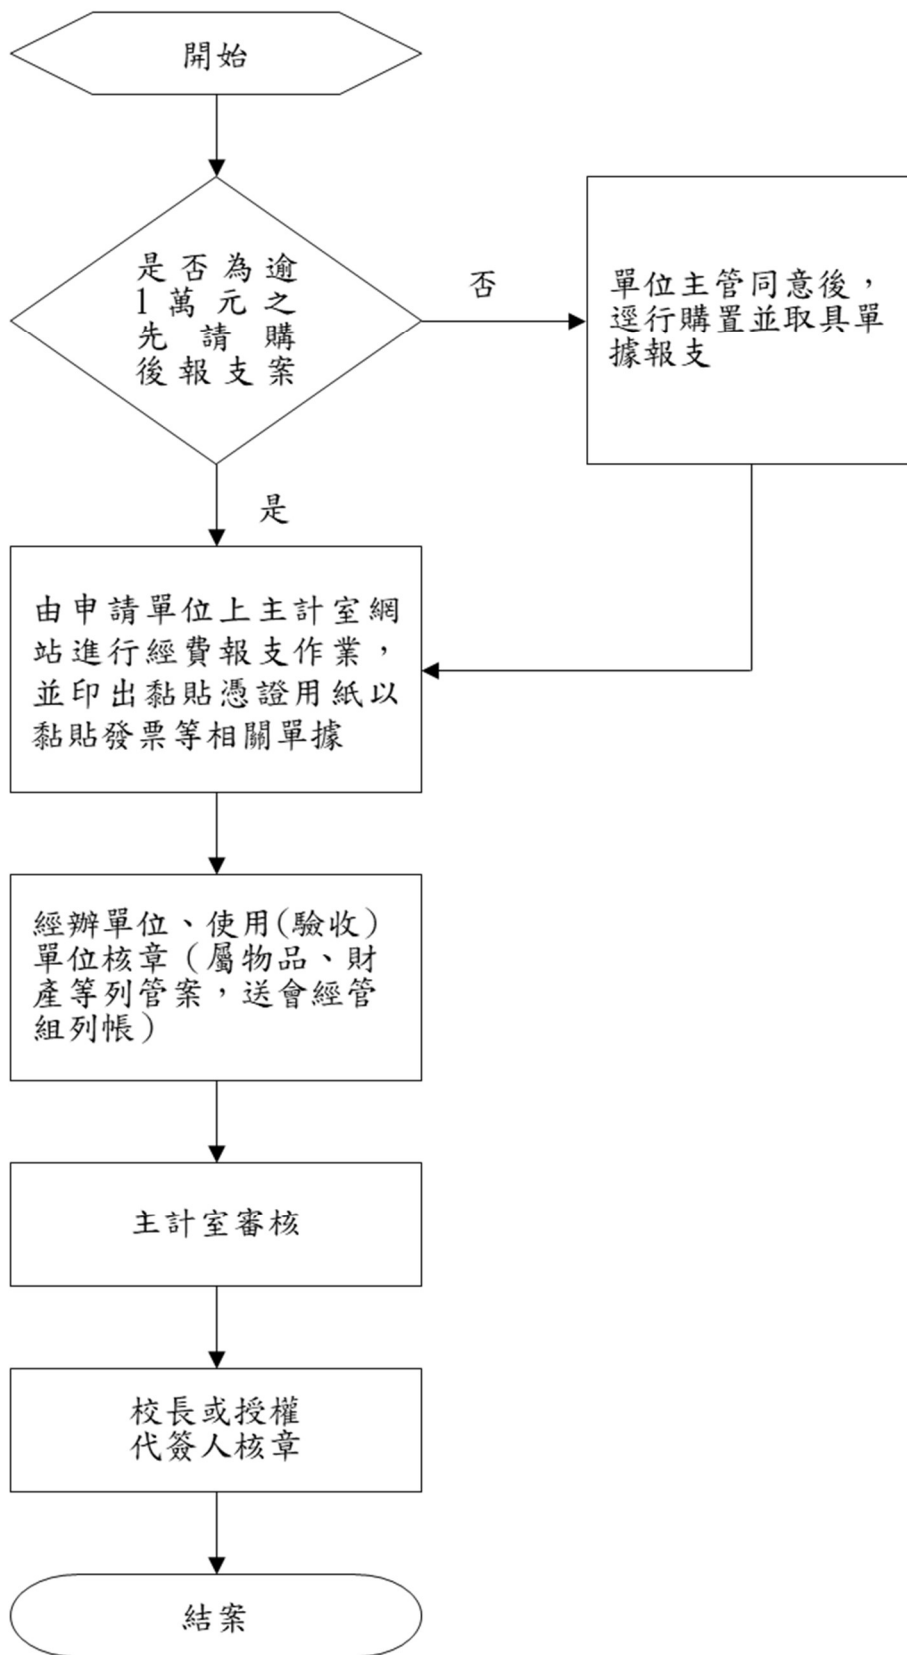 開始
是否為逾
1萬元之
先請購
後報支案
否
單位主管同意後，
逕行購置並取具單
據報支
是
由申請單位上主計室網
站進行經費報支作業，
並印出黏貼憑證用紙以
黏貼發票等相關單據
經辦單位、使用(驗收)
單位核章（屬物品、財
產等列管案，送會經管
組列帳）
主計室審核
校長或授權
代簽人核章
結案